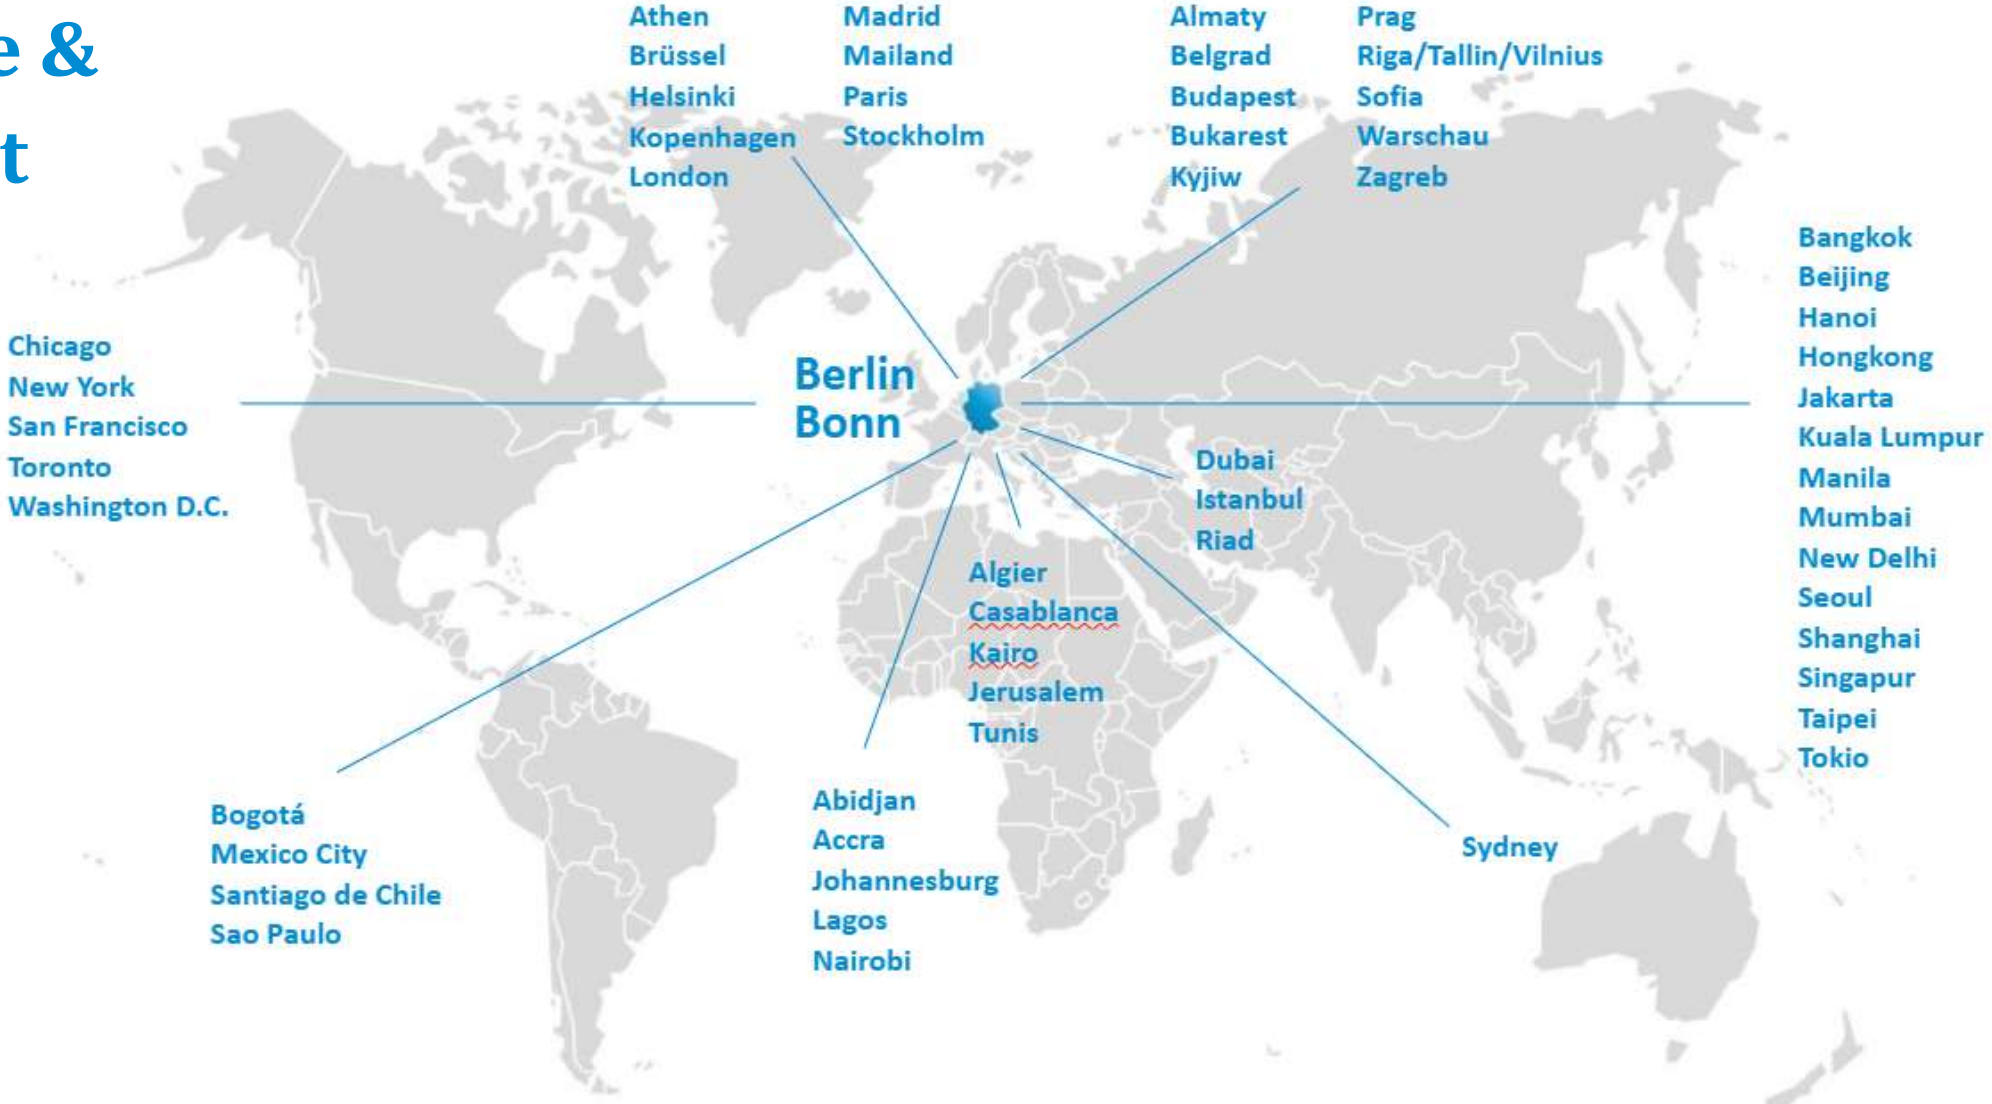 e &
t
Athen
Brüssel
Helsinki
Kopenhagen
London
Madrid
Mailand
Paris
Stockholm
Almaty
Belgrad
Budapest
Bukarest
Kyjiw
Prag
Riga/Tallin/Vilnius
Sofia
Warschau
Zagreb
Chicago
New York
San Francisco
Toronto
Washington D.C.
Berlin
Bonn
Bangkok
Beijing
Hanoi
Hongkong
Jakarta
Kuala Lumpur
Manila
Mumbai
New Delhi
Seoul
Shanghai
Singapur
Taipei
Tokio
Dubai
Istanbul
Riad
Algier
Casablanca
Kairo
Jerusalem
Tunis
Bogotá
Mexico City
Santiago de Chile
Sao Paulo
Abidjan
Accra
Johannesburg
Lagos
Nairobi
Sydney